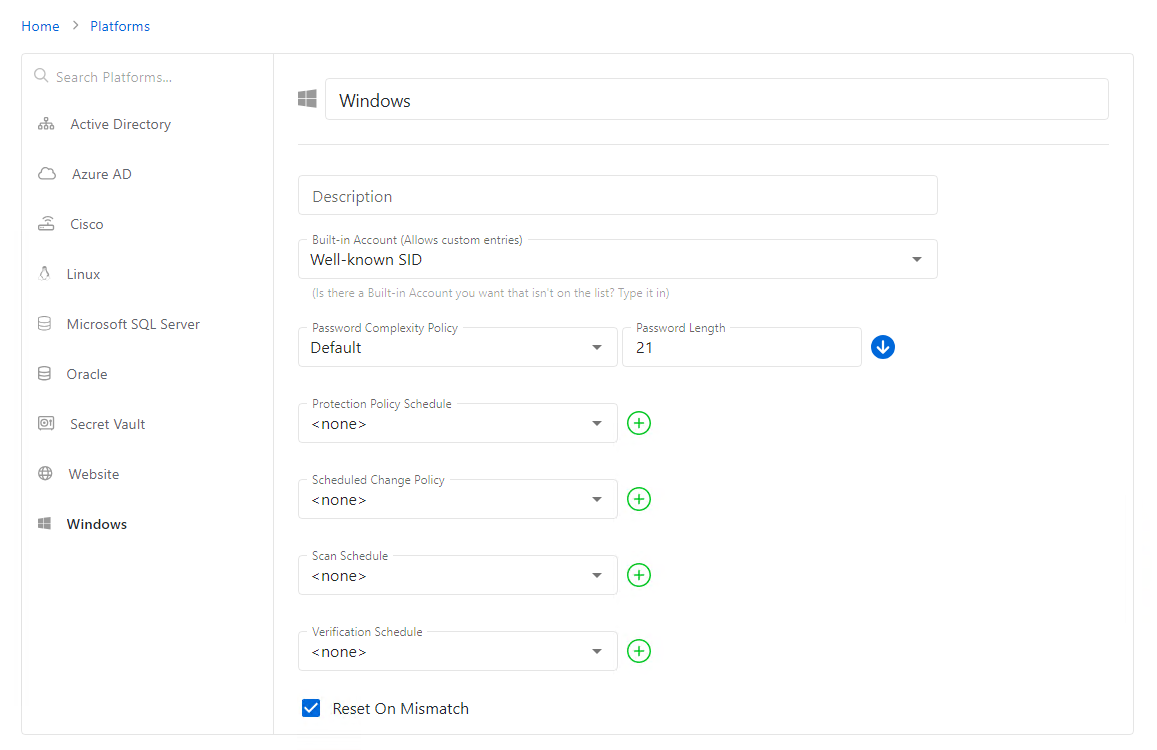 Home > Platforms
Search Platforms...
Active Directory
Azure AD
Cisco
Linux
Microsoft SQL Server
Oracle
Secret Vault
Website
Windows
Windows
Description
Built-in Account (Allows custom entries)
Well-known SID
(Is there a Built-in Account you want that isn't on the list? Type it in)
Password Complexity Policy
Default
Password Length
21
Protection Policy Schedule
<none>
Scheduled Change Policy
<none>
Scan Schedule
<none>
Verification Schedule
<none>
Reset On Mismatch